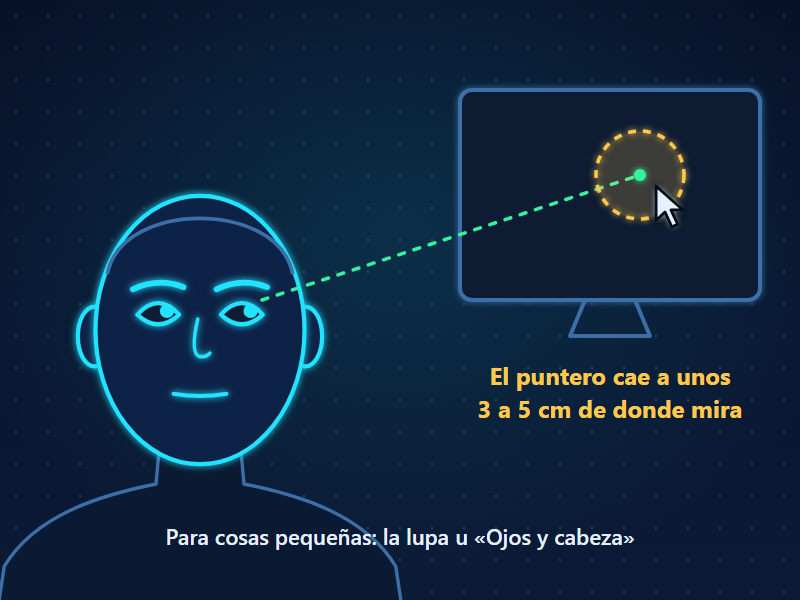 El puntero cae a unos
3 a 5 cm de donde mira
Para cosas pequeñas: la lupa u «Ojos y cabeza»